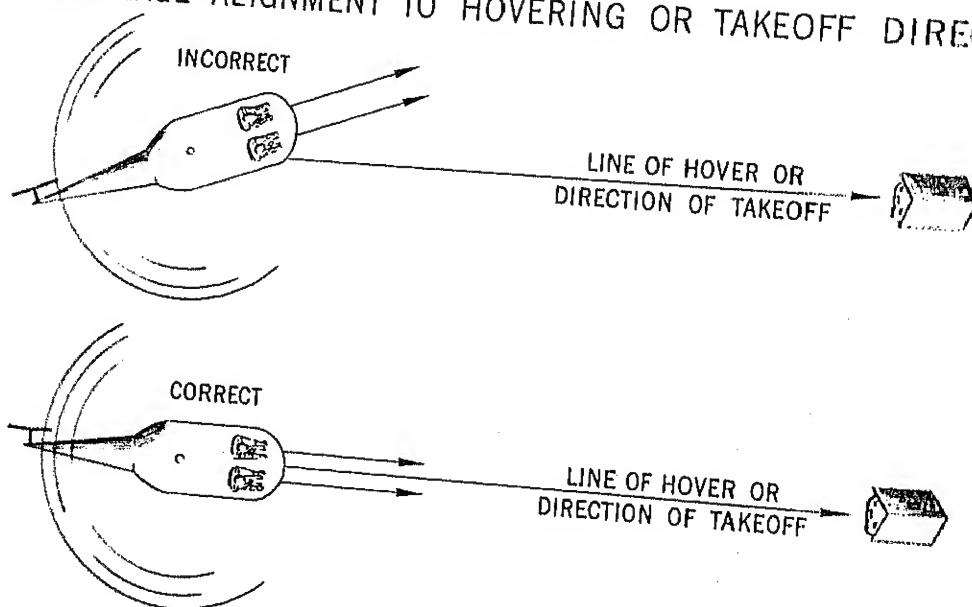 ALIGNMENT TO HOVERING OR TAKEOFF
INCORRECT
LINE OF HOVER OR
DIRECTION OF TAKEOFF
CORRECT
LINE OF HOVER OR
DIRECTION OF TAKEOFF